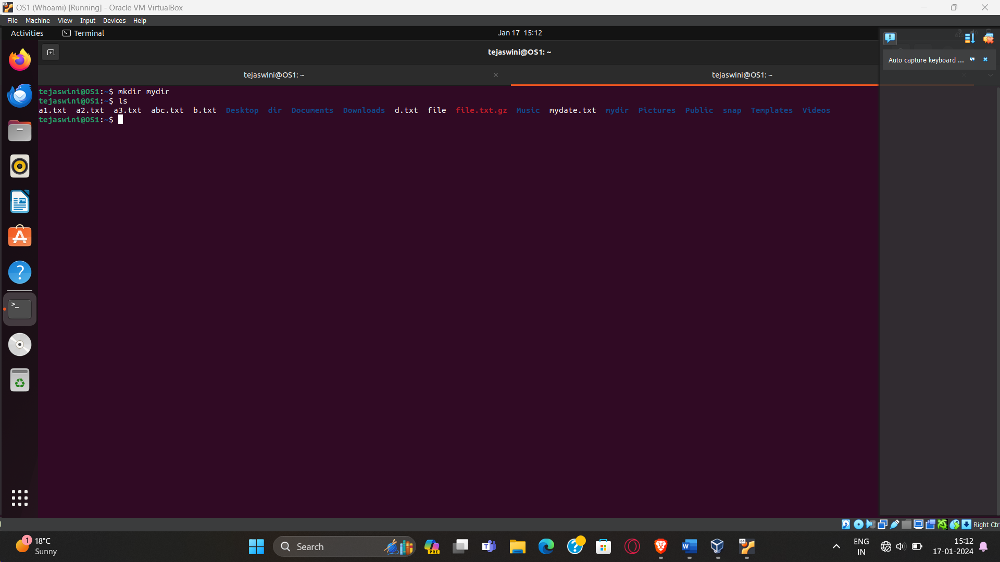 OS1 (Whoami) [Running] - Oracle VM VirtualBox
File Machine View Input Devices Help
Activities Terminal Jan 17 15:12
tejaswini@OS1: ~
Auto capture keyboard ...
tejaswini@OS1: ~ tejaswini@OS1: ~
tejaswini@OS1:~$ mkdir mydir
tejaswini@OS1:~$ ls
a1.txt a2.txt a3.txt abc.txt b.txt Desktop dir Documents Downloads d.txt file file.txt.gz Music mydate.txt mydir Pictures Public snap Templates Videos
tejaswini@OS1:~$
Right Ctr
1 18°C
Sunny
Search
PRE
ENG
IN
15:12
17-01-2024